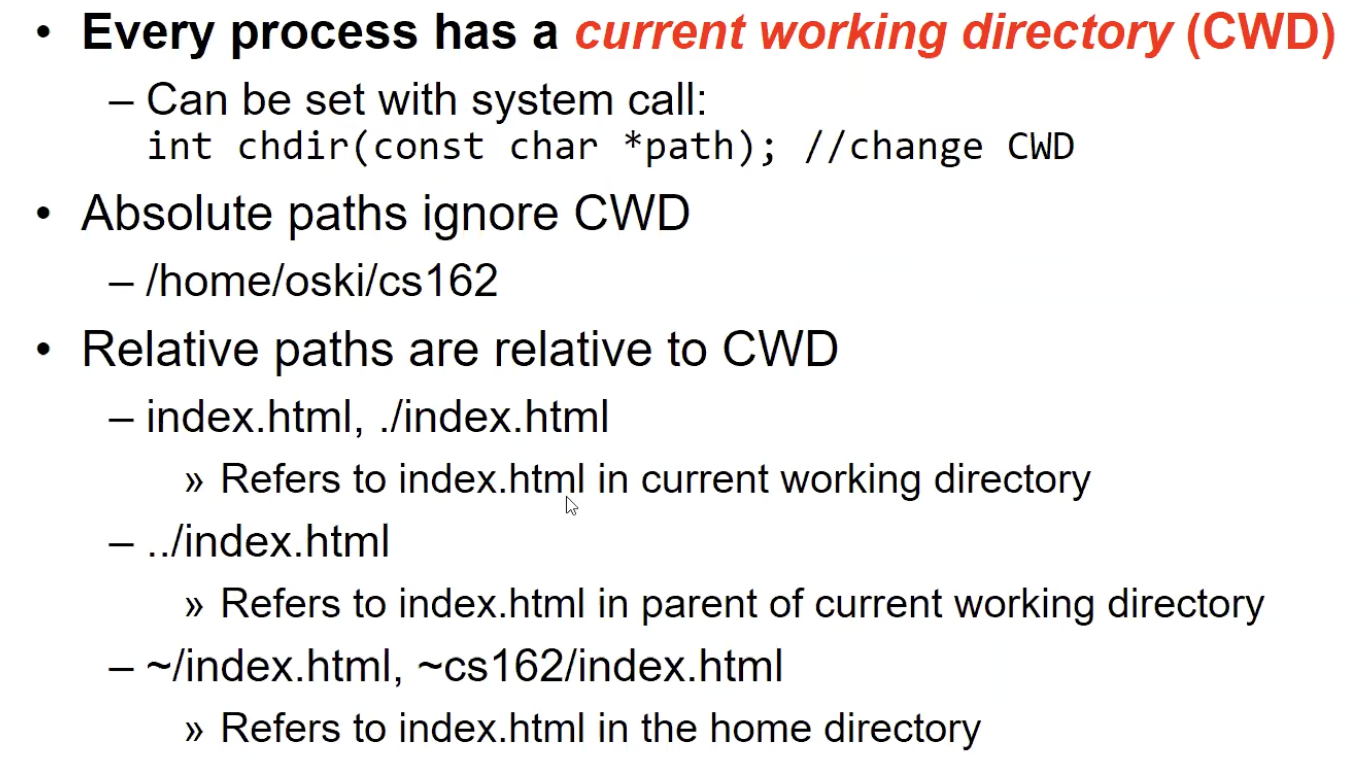 • Every process has a current working directory (CWD)
– Can be set with system call:
int chdir(const char *path); //change CWD
• Absolute paths ignore CWD
– /home/oski/cs162
• Relative paths are relative to CWD
– index.html, ./index.html
» Refers to index.html in current working directory
– ../index.html
» Refers to index.html in parent of current working directory
– ~/index.html, ~cs162/index.html
» Refers to index.html in the home directory